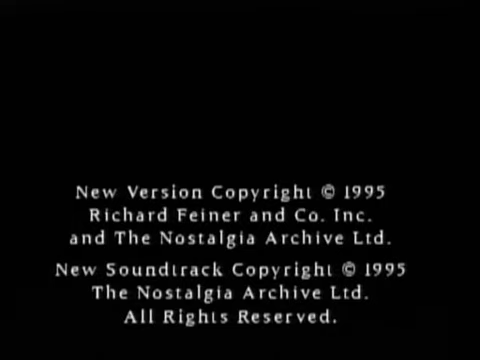 New Version Copyright © 1995
Richard Feiner and Co. Inc.
and The Nostalgia Archive Ltd.
New Soundtrack Copyright © 1995
The Nostalgia Archive Ltd.
All Rights Reserved.